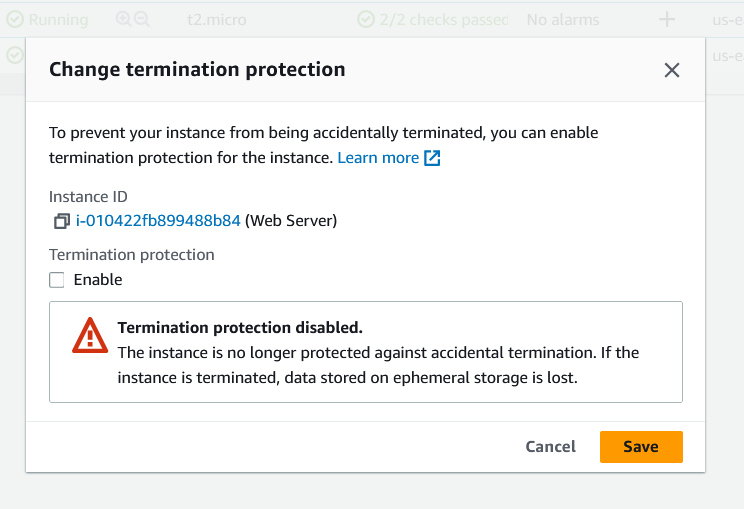 Running t2.micro 2/2 checks passed No alarms + us-ea
us-ea
Change termination protection
To prevent your instance from being accidentally terminated, you can enable
termination protection for the instance. Learn more
Instance ID
i-010422fb899488b84 (Web Server)
Termination protection
Enable
Termination protection disabled.
The instance is no longer protected against accidental termination. If the
instance is terminated, data stored on ephemeral storage is lost.
Cancel Save